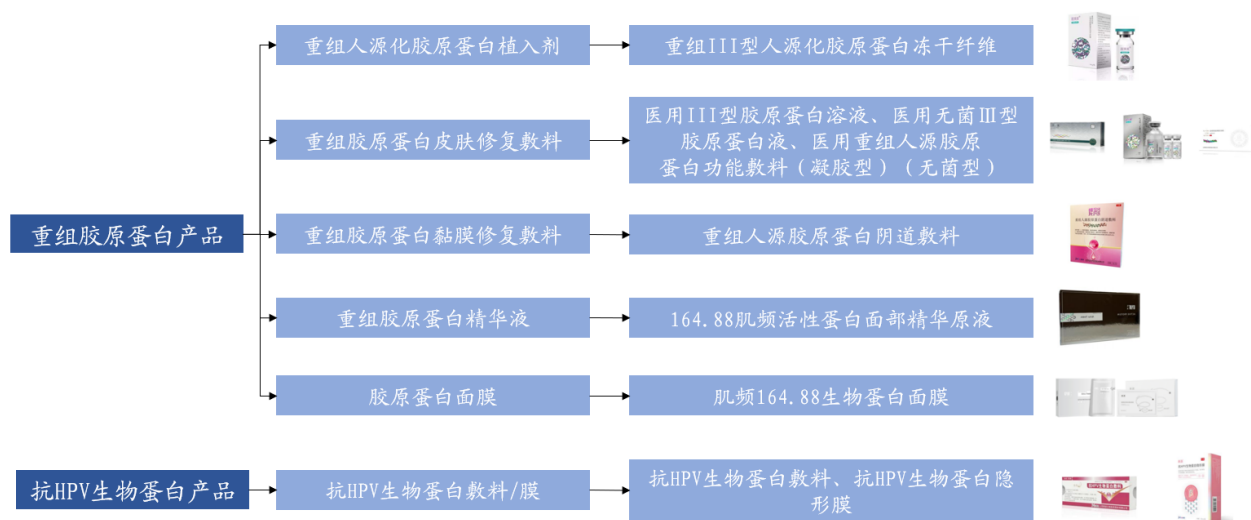 重组人源化胶原蛋白植入剂
重组III型人源化胶原蛋白冻干纤维
重组胶原蛋白皮肤修复敷料
医用III型胶原蛋白溶液、医用无菌Ⅲ型
胶原蛋白液、医用重组人源胶原
蛋白功能敷料（凝胶型）（无菌型）
重组胶原蛋白产品
重组胶原蛋白黏膜修复敷料
重组人源胶原蛋白阴道敷料
重组胶原蛋白精华液
164.88肌频活性蛋白面部精华原液
胶原蛋白面膜
肌频164.88生物蛋白面膜
抗HPV生物蛋白产品
抗HPV生物蛋白敷料/膜
抗HPV生物蛋白敷料、抗HPV生物蛋白隐
形膜
抗HPV生物蛋白敷料